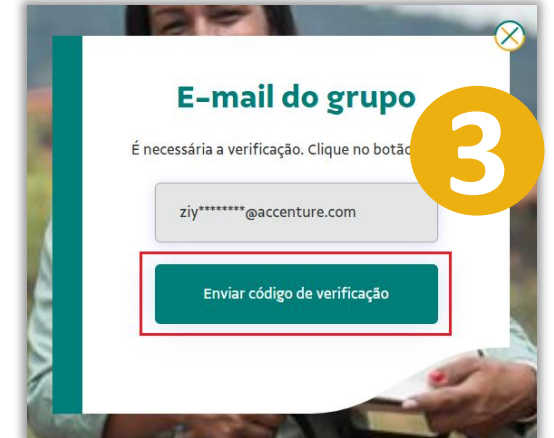 E-mail do grupo
3
É necessária a verificação. Clique no botão
ziy********@accenture.com
Enviar código de verificação